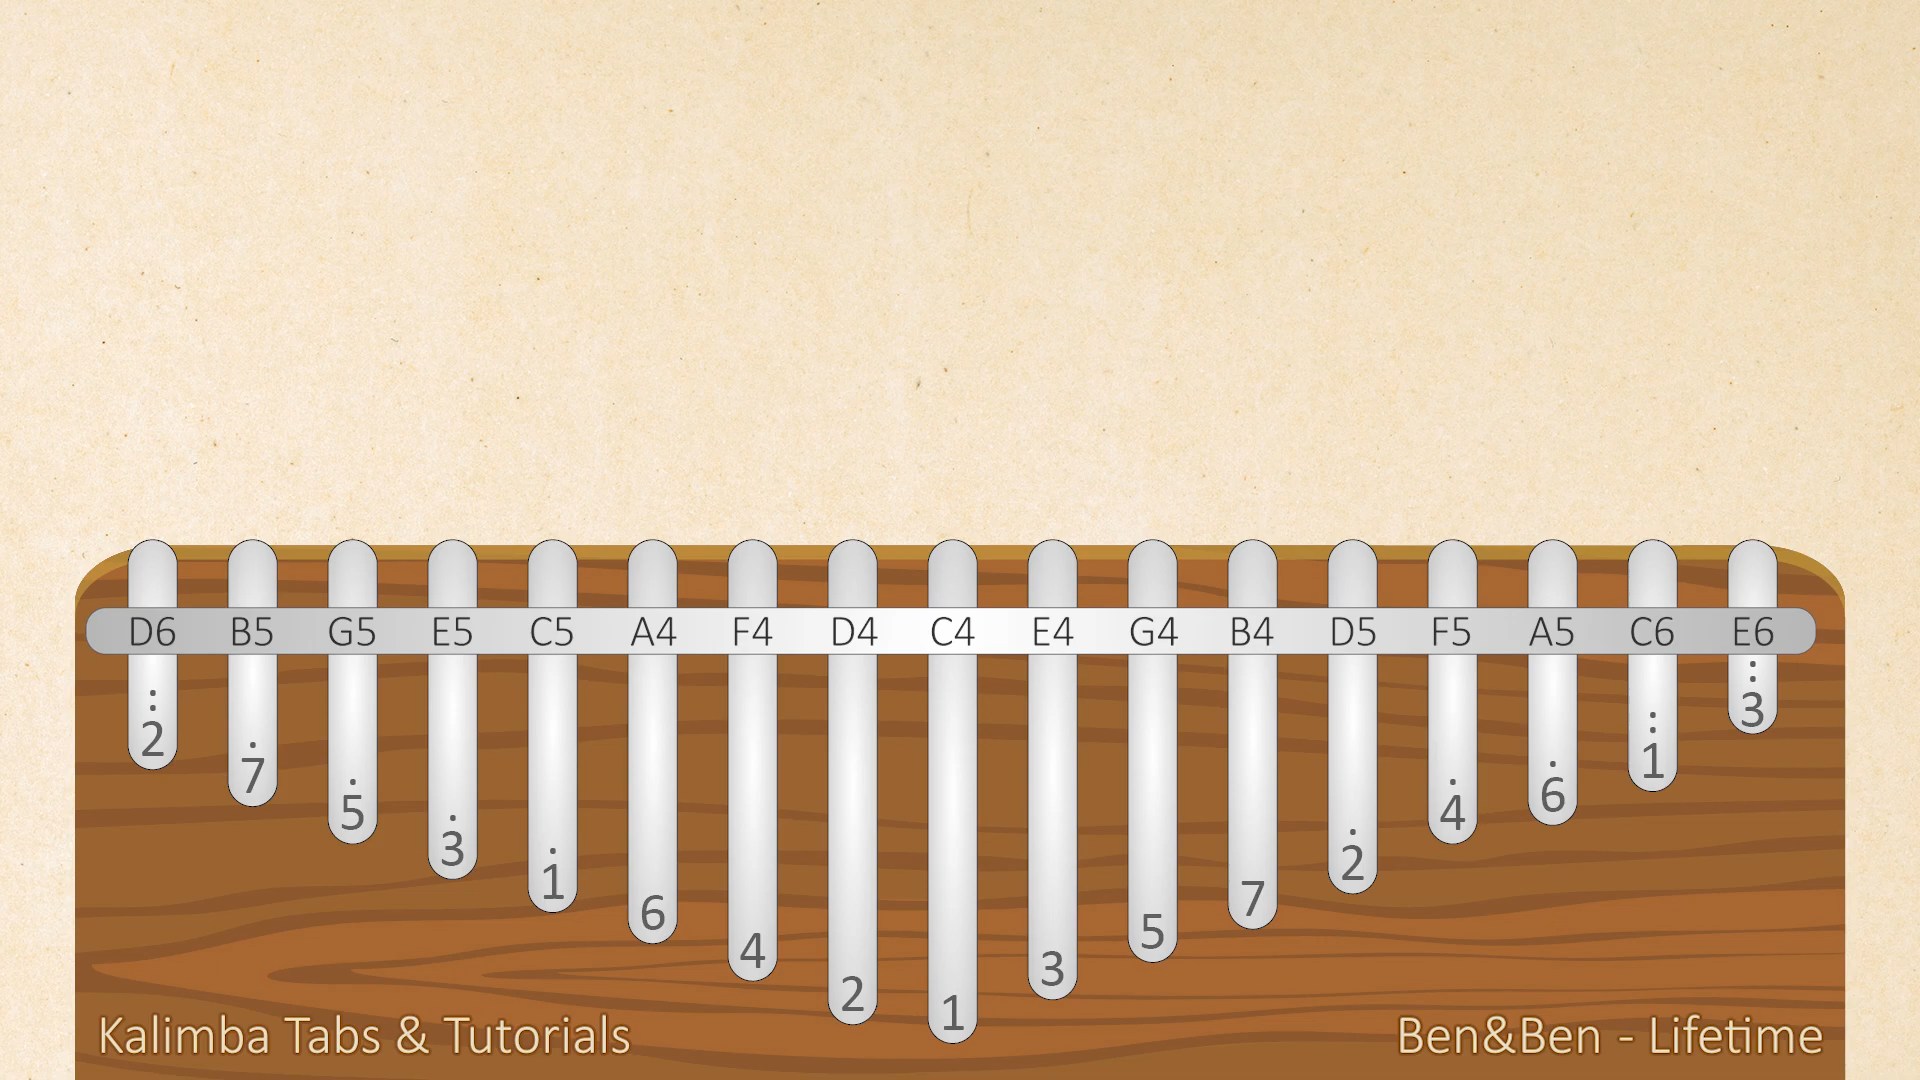 D6 B5 G5 E5 C5 A4 F4 D4 C4 E4 G4 B4 D5 F5 A5 C6 E6
2 7 5 3 1 6 4 2 1 3 5 7 2 4 6 1 3
Kalimba Tabs & Tutorials
Ben&Ben - Lifetime